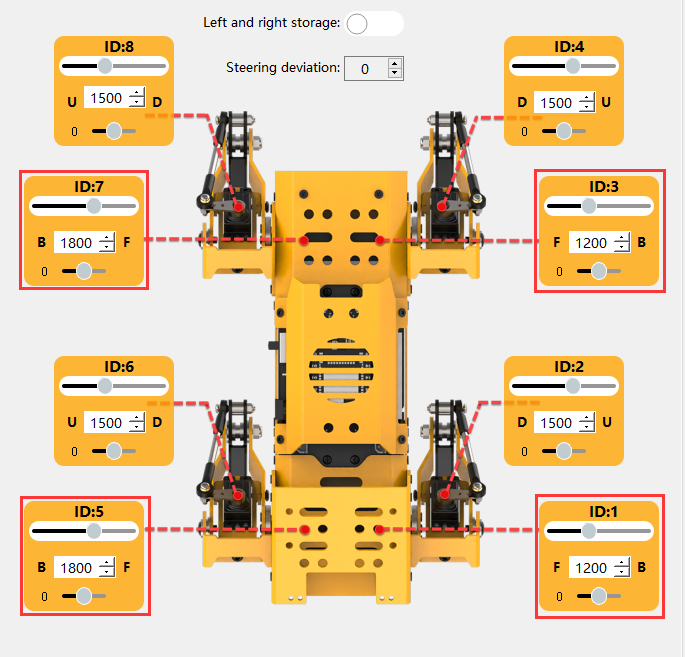 Left and right storage:
Steering deviation: 0
ID:8
U 1500 D
0
ID:4
D 1500 U
0
ID:7
B 1800 F
0
ID:3
F 1200 B
0
ID:6
U 1500 D
0
ID:2
D 1500 U
0
ID:5
B 1800 F
0
ID:1
F 1200 B
0